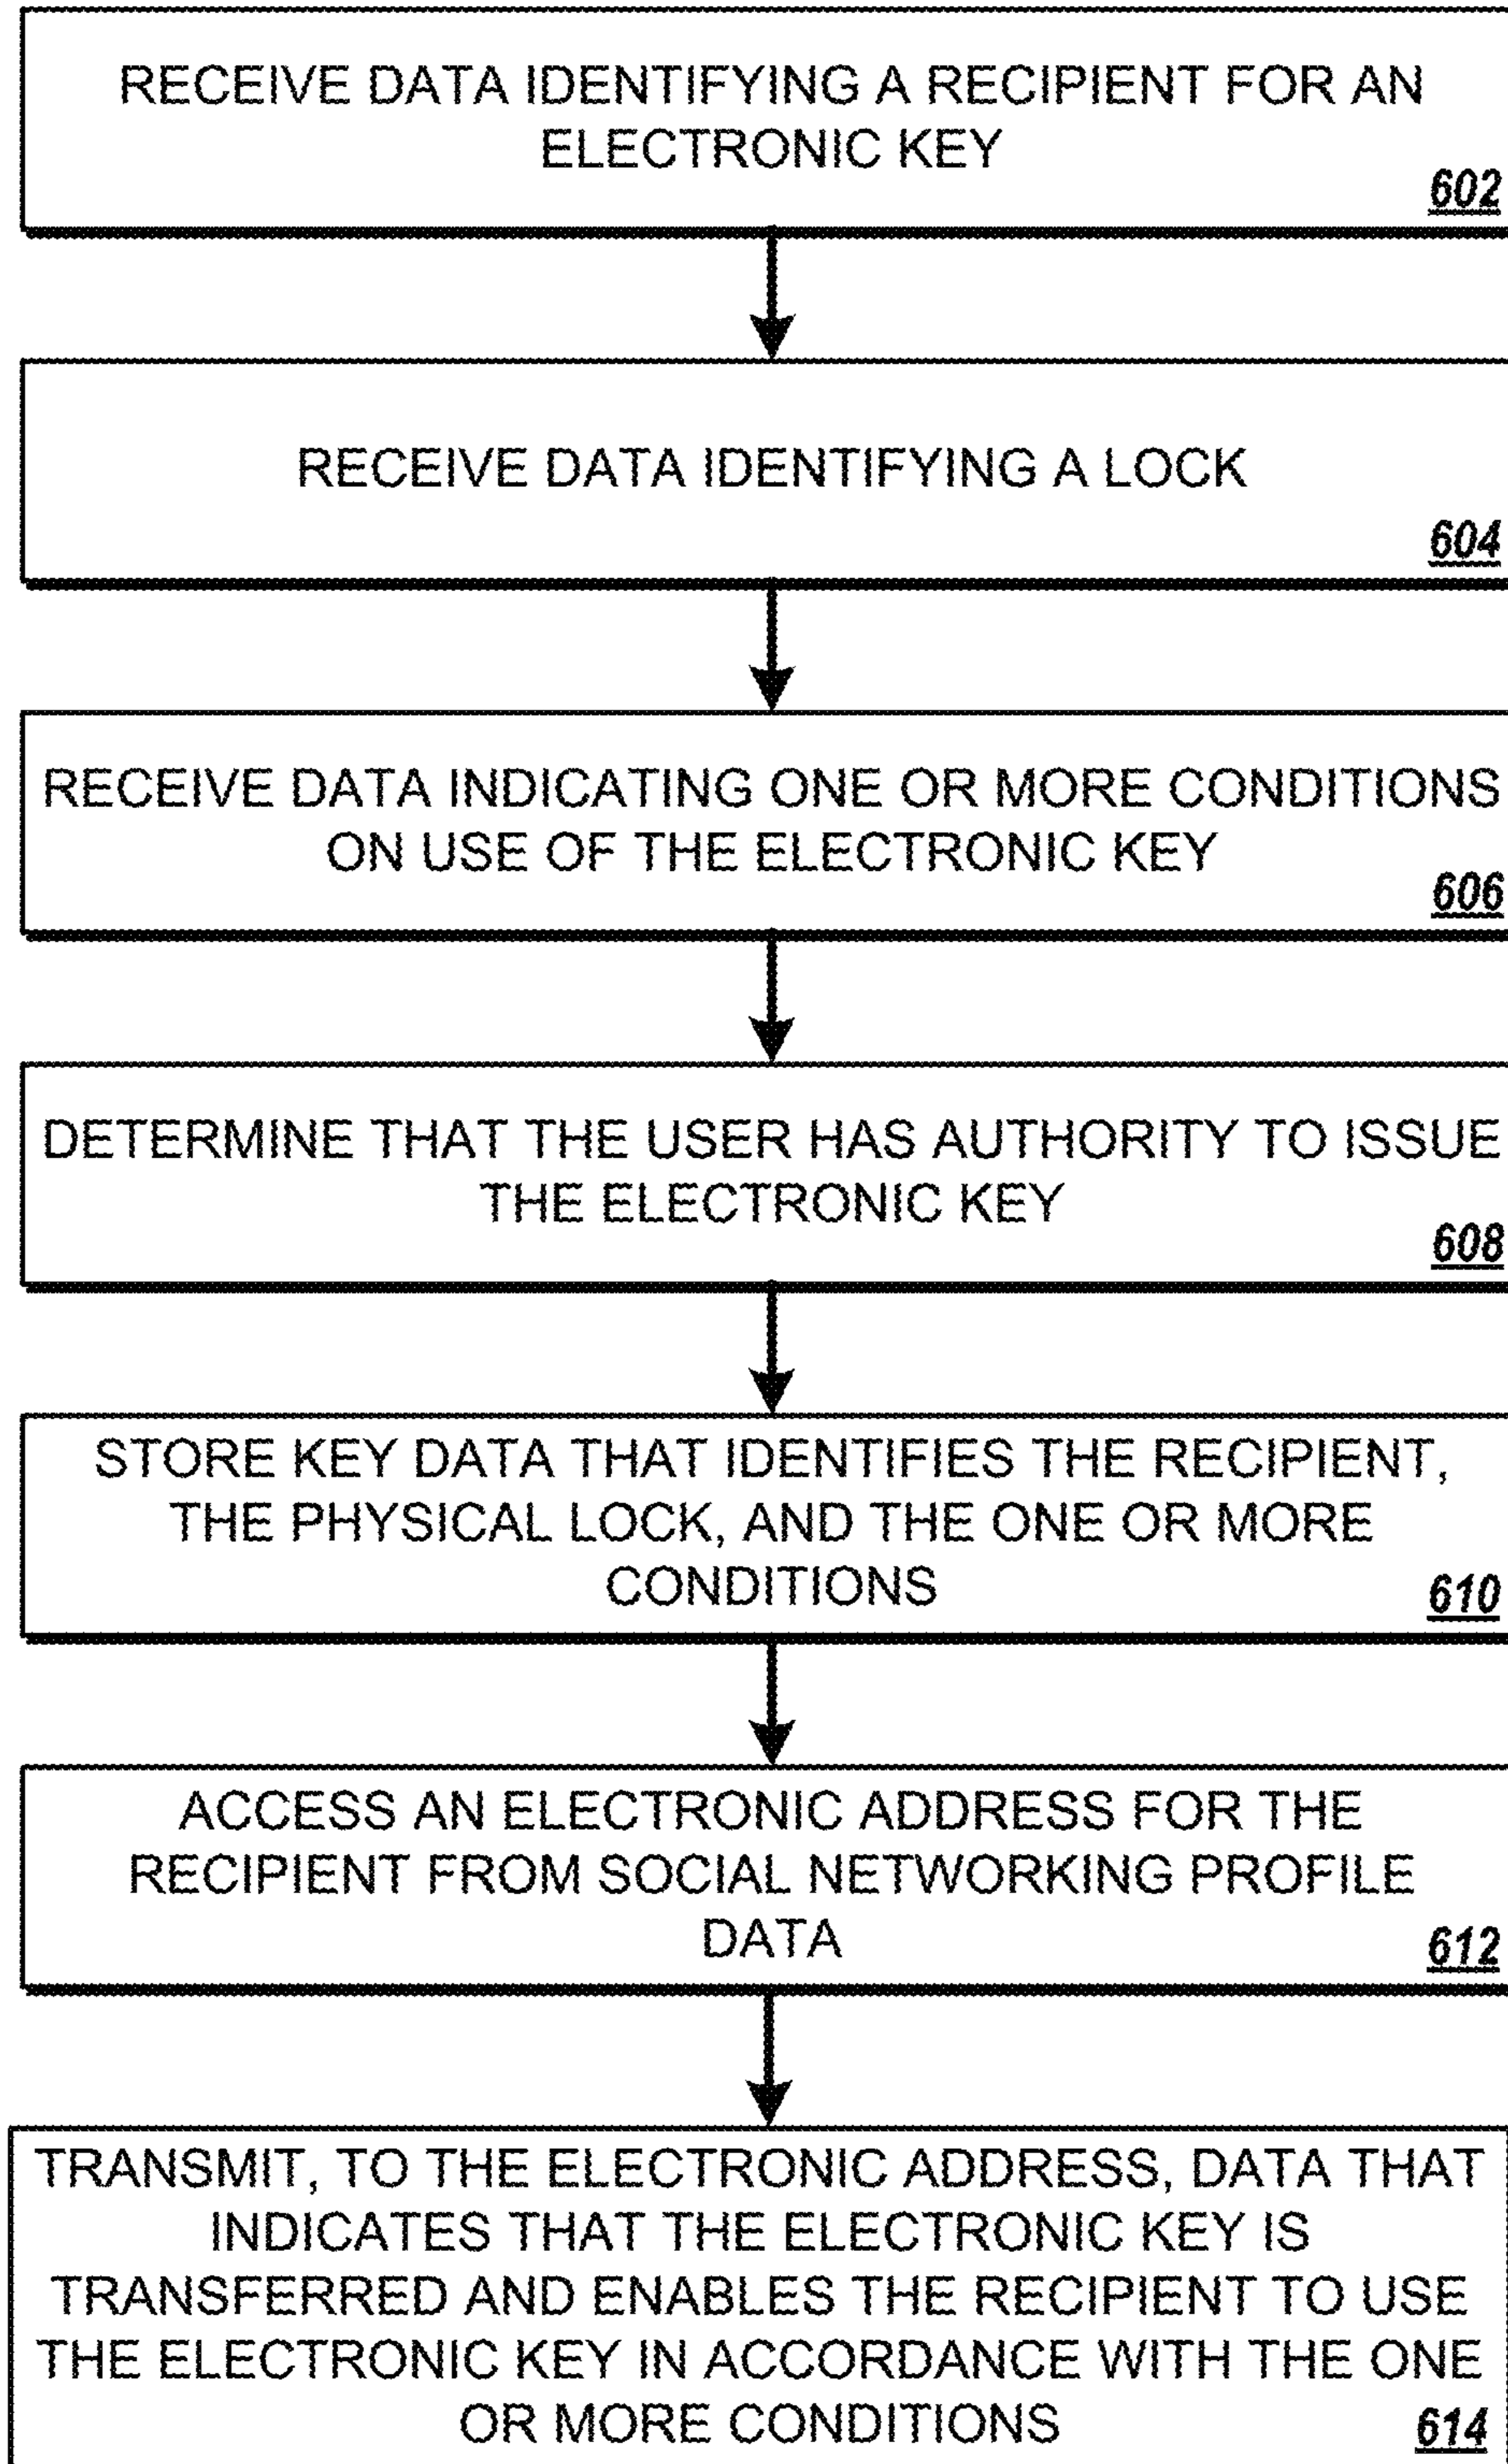 RECEIVE DATA IDENTIFYING A RECIPIENT FOR AN
ELECTRONIC KEY
602
RECEIVE DATA IDENTIFYING A LOCK
604
RECEIVE DATA INDICATING ONE OR MORE CONDITIONS
ON USE OF THE ELECTRONIC KEY
606
DETERMINE THAT THE USER HAS AUTHORITY TO ISSUE
THE ELECTRONIC KEY
608
STORE KEY DATA THAT IDENTIFIES THE RECIPIENT,
THE PHYSICAL LOCK, AND THE ONE OR MORE
CONDITIONS
610
ACCESS AN ELECTRONIC ADDRESS FOR THE
RECIPIENT FROM SOCIAL NETWORKING PROFILE
DATA
612
TRANSMIT, TO THE ELECTRONIC ADDRESS, DATA THAT
INDICATES THAT THE ELECTRONIC KEY IS
TRANSFERRED AND ENABLES THE RECIPIENT TO USE
THE ELECTRONIC KEY IN ACCORDANCE WITH THE ONE
OR MORE CONDITIONS
614